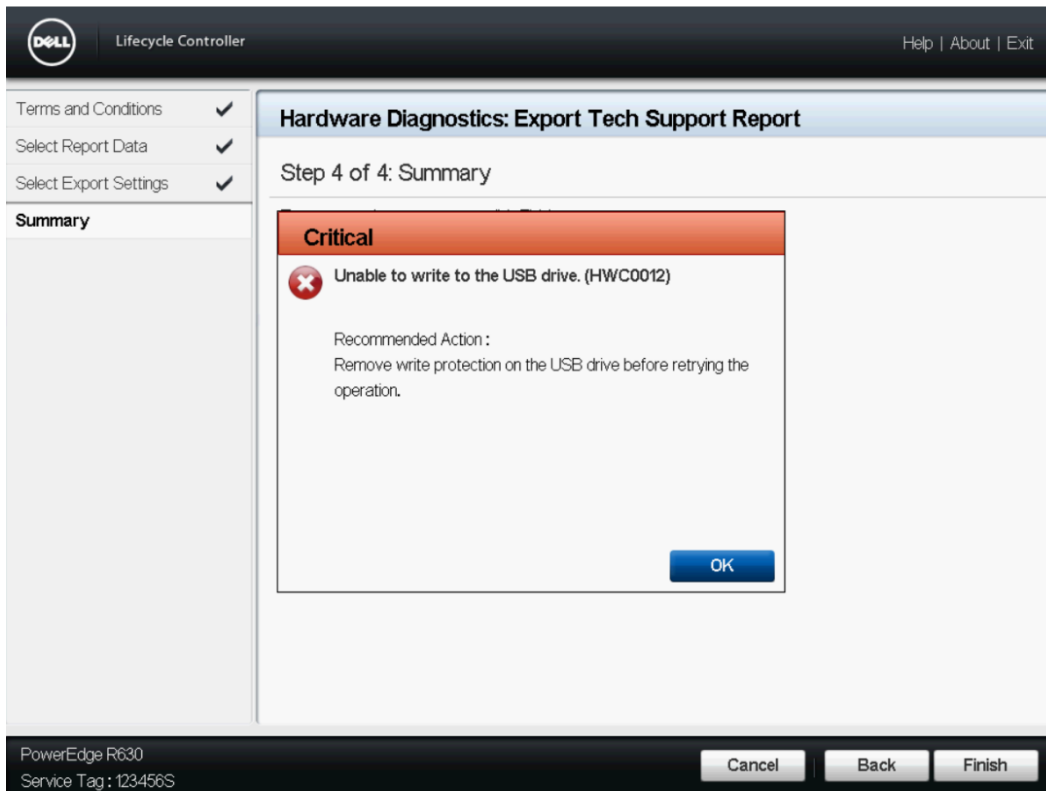 DELL
Lifecycle Controller
Help | About | Exit
Terms and Conditions
Select Report Data
Select Export Settings
Summary
Hardware Diagnostics: Export Tech Support Report
Step 4 of 4: Summary
Critical
Unable to write to the USB drive. (HWC0012)
Recommended Action :
Remove write protection on the USB drive before retrying the
operation.
OK
PowerEdge R630
Service Tag : 123456S
Cancel
Back
Finish